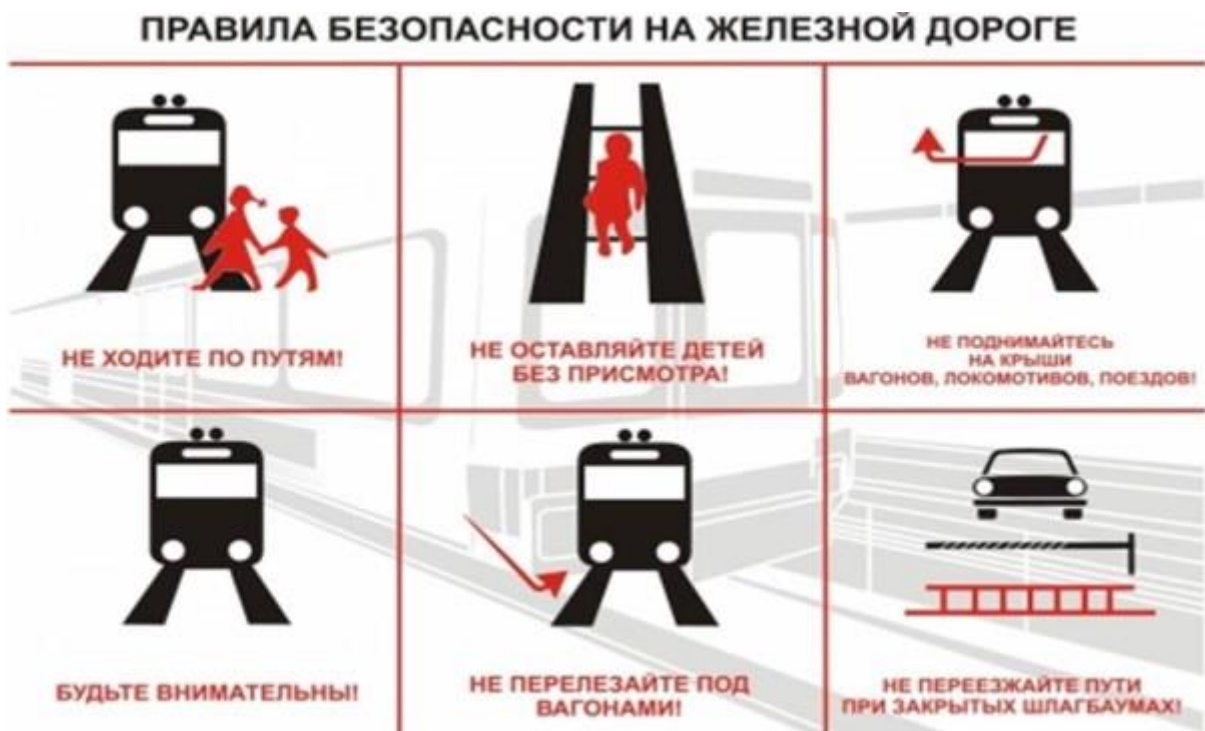 ПРАВИЛА БЕЗОПАСНОСТИ НА ЖЕЛЕЗНОЙ ДОРОГЕ
НЕ ХОДИТЕ ПО ПУТЯМ!
НЕ ОСТАВЛЯЙТЕ ДЕТЕЙ
БЕЗ ПРИСМОТРА!
НЕ ПОДНИМАЙТЕСЬ
НА КРЫШИ
ВАГОНОВ, ЛОКОМОТИВОВ, ПОЕЗДОВ!
БУДЬТЕ ВНИМАТЕЛЬНЫ!
НЕ ПЕРЕЛЕЗАЙТЕ ПОД
ВАГОНАМИ!
НЕ ПЕРЕЕЗЖАЙТЕ ПУТИ
ПРИ ЗАКРЫТЫХ ШЛАГБАУМАХ!